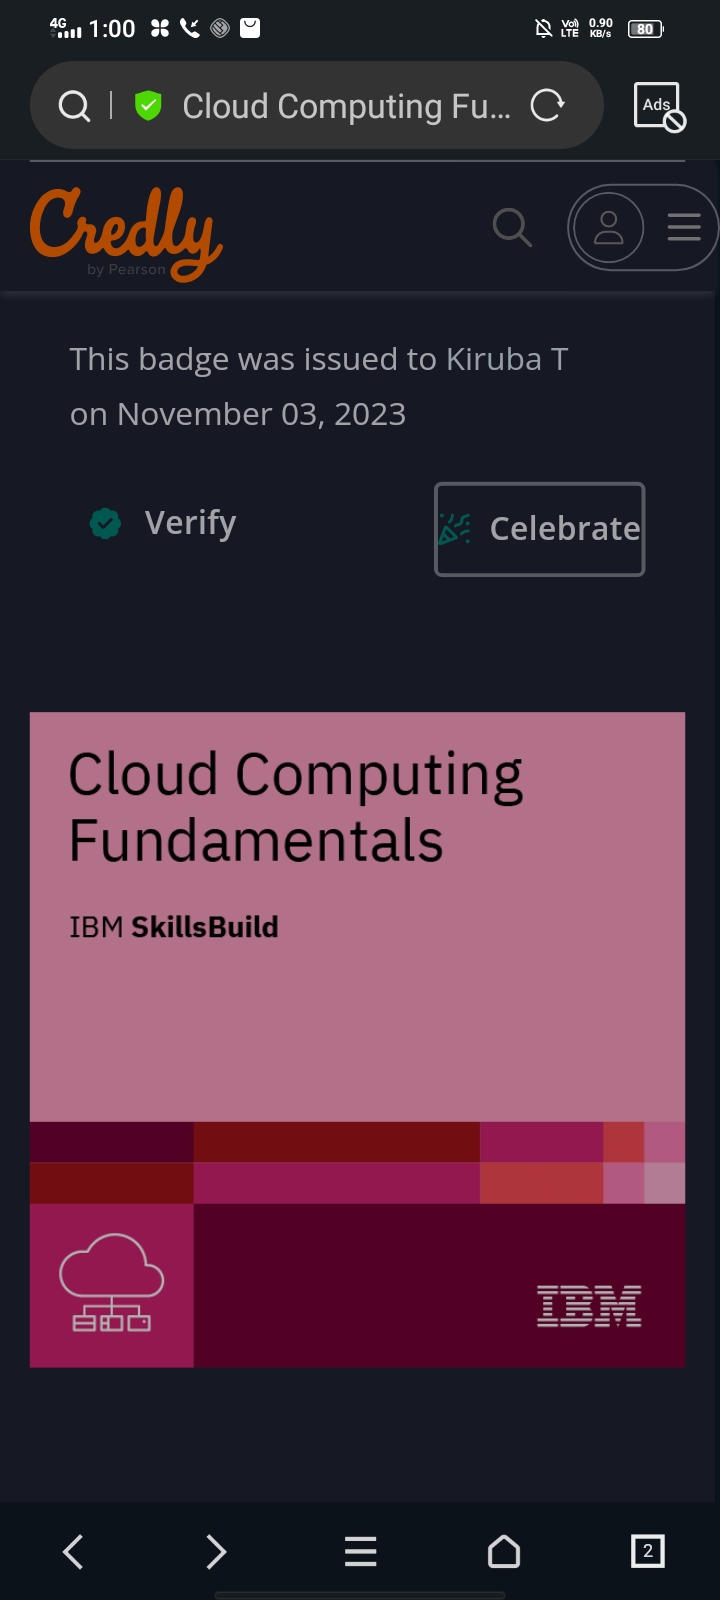 4G 1:00 Vo) LTE 0.90 KB/s 80
Cloud Computing Fu... Ads
Credly
by Pearson
This badge was issued to Kiruba T
on November 03, 2023
Verify Celebrate
Cloud Computing
Fundamentals
IBM SkillsBuild
IBM
2